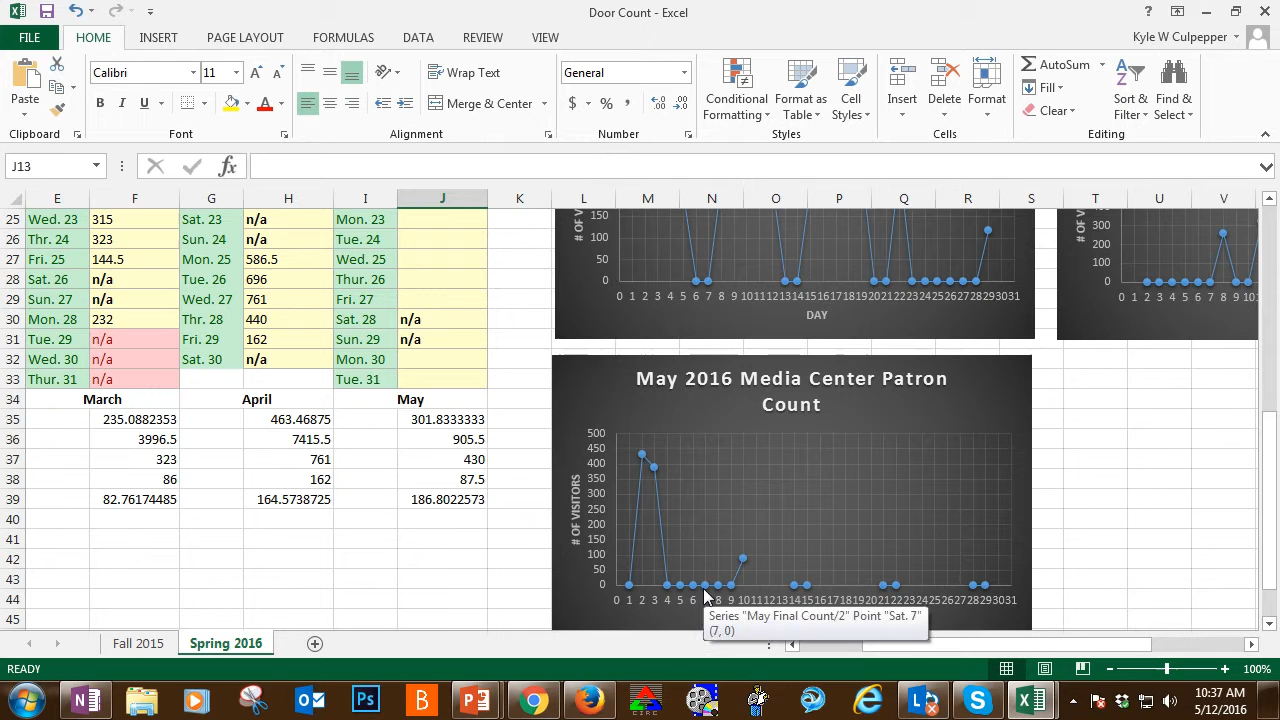 Door Count - Excel
FILE HOME INSERT PAGE LAYOUT FORMULAS DATA REVIEW VIEW Kyle W Culpepper
Calibri 11 Wrap Text General AutoSum
Paste B I U A Merge & Center $ % , Conditional Formatting Format as Table Cell Styles Insert Delete Format Fill Clear Sort & Filter Find & Select
Clipboard Font Alignment Number Styles Cells Editing
J13 fx
E F G H I J K L M N O P Q R S T U V
25 Wed. 23 315 Sat. 23 n/a Mon. 23
26 Thr. 24 323 Sun. 24 n/a Tue. 24
27 Fri. 25 144.5 Mon. 25 586.5 Wed. 25
28 Sat. 26 n/a Tue. 26 696 Thur. 26
29 Sun. 27 n/a Wed. 27 761 Fri. 27
30 Mon. 28 232 Thr. 28 440 Sat. 28 n/a
31 Tue. 29 n/a Fri. 29 162 Sun. 29 n/a
32 Wed. 30 n/a Sat. 30 n/a Mon. 30
33 Thur. 31 n/a Tue. 31
34 March April May
35 235.0882353 463.46875 301.8333333
36 3996.5 7415.5 905.5
37 323 761 430
38 86 162 87.5
39 82.76174485 164.5738725 186.8022573
40
41
42
43
44
45
150
100
50
0
0 1 2 3 4 5 6 7 8 9 10 11 12 13 14 15 16 17 18 19 20 21 22 23 24 25 26 27 28 29 30 31
DAY
300
200
100
0
0 1 2 3 4 5 6 7 8 9 10
May 2016 Media Center Patron
Count
# OF VISITORS
500
450
400
350
300
250
200
150
100
50
0
0 1 2 3 4 5 6 8 9 10 11 12 13 14 15 16 17 18 19 20 21 22 23 24 25 26 27 28 29 30 31
Series "May Final Count/2" Point "Sat. 7"
(7, 0)
Fall 2015 Spring 2016
READY 100%
10:37 AM
5/12/2016